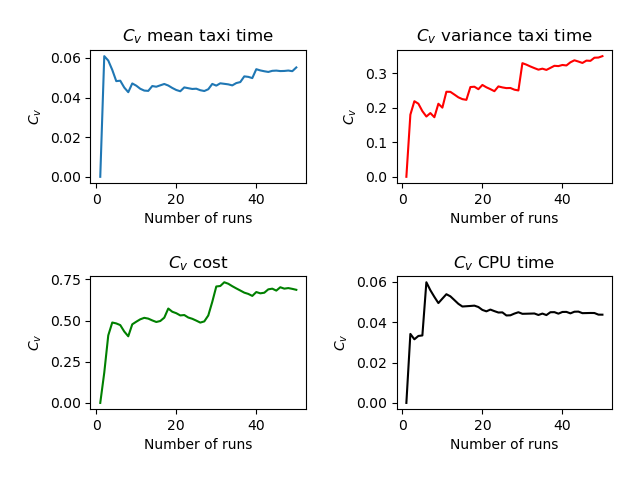 C_v mean taxi time
C_v
0.06
0.04
0.02
0.00
0
20
40
Number of runs
C_v variance taxi time
C_v
0.3
0.2
0.1
0.0
0
20
40
Number of runs
C_v cost
C_v
0.75
0.50
0.25
0.00
0
20
40
Number of runs
C_v CPU time
C_v
0.06
0.04
0.02
0.00
0
20
40
Number of runs